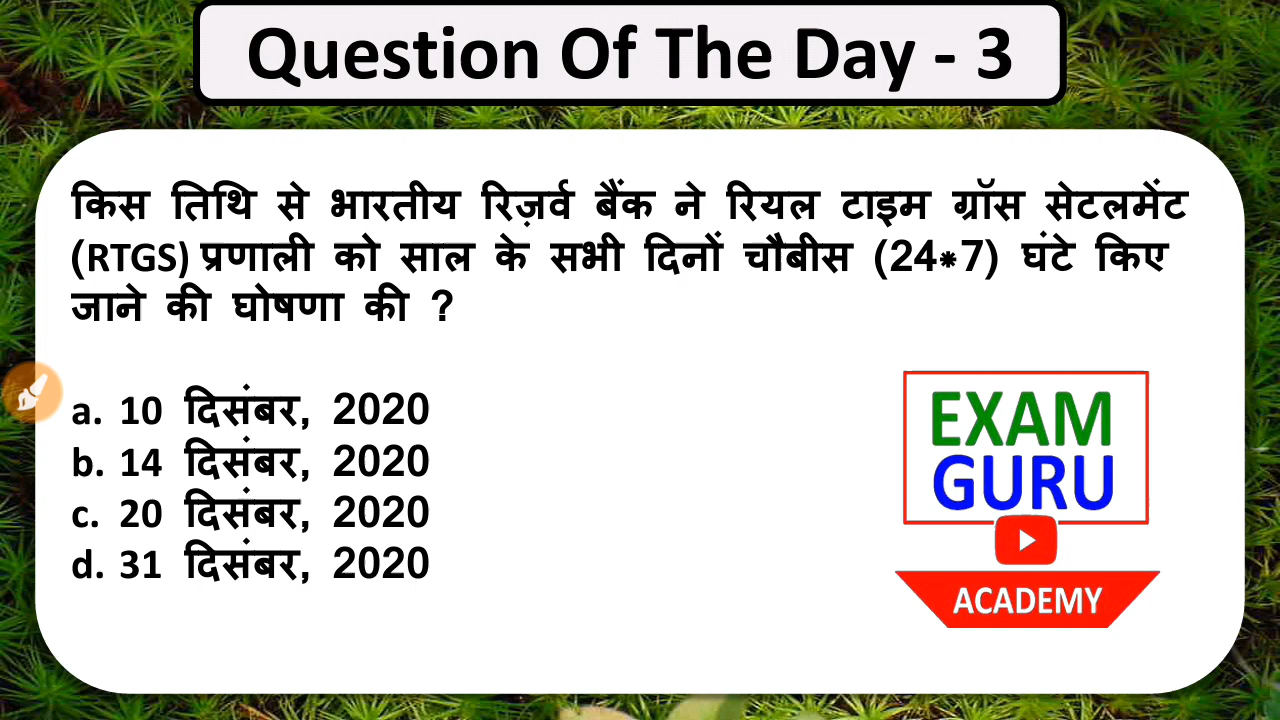 Question Of The Day - 3
किस तिथि से भारतीय रिज़र्व बैंक ने रियल टाइम ग्रॉस सेटलमेंट
(RTGS) प्रणाली को साल के सभी दिनों चौबीस (24*7) घंटे किए
जाने की घोषणा की ?
a. 10 दिसंबर, 2020
b. 14 दिसंबर, 2020
c. 20 दिसंबर, 2020
d. 31 दिसंबर, 2020
EXAM
GURU
ACADEMY